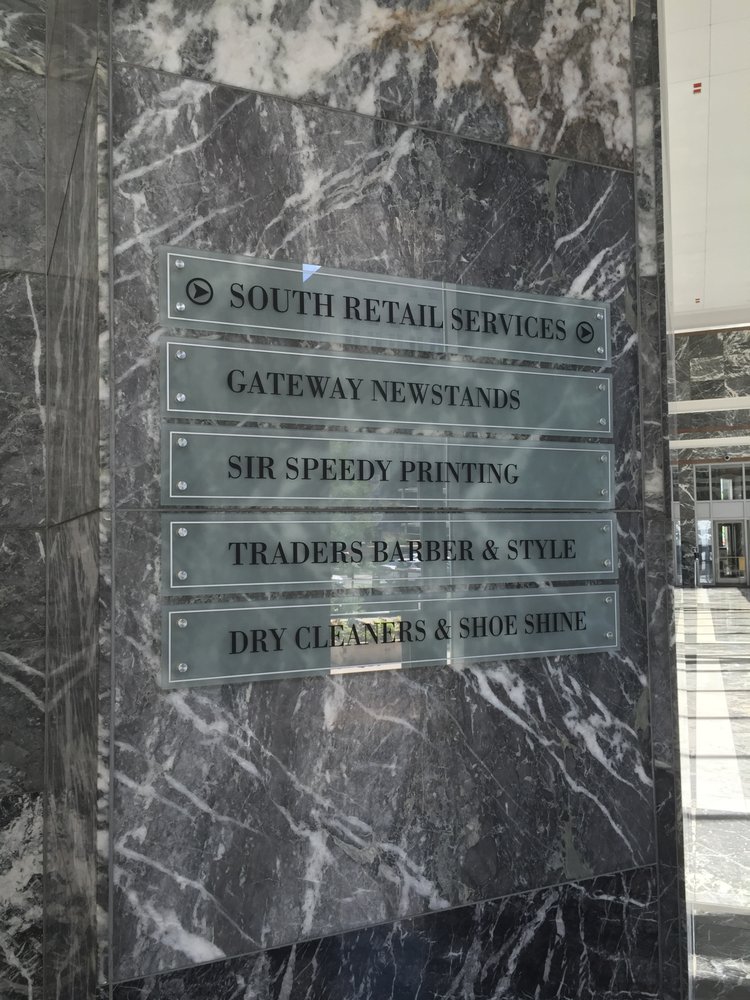 SOUTH RETAIL SERVICES
GATEWAY NEWSTANDS
SIR SPEEDY PRINTING
TRADERS BARBER & STYLE
DRY CLEANERS & SHOE SHINE